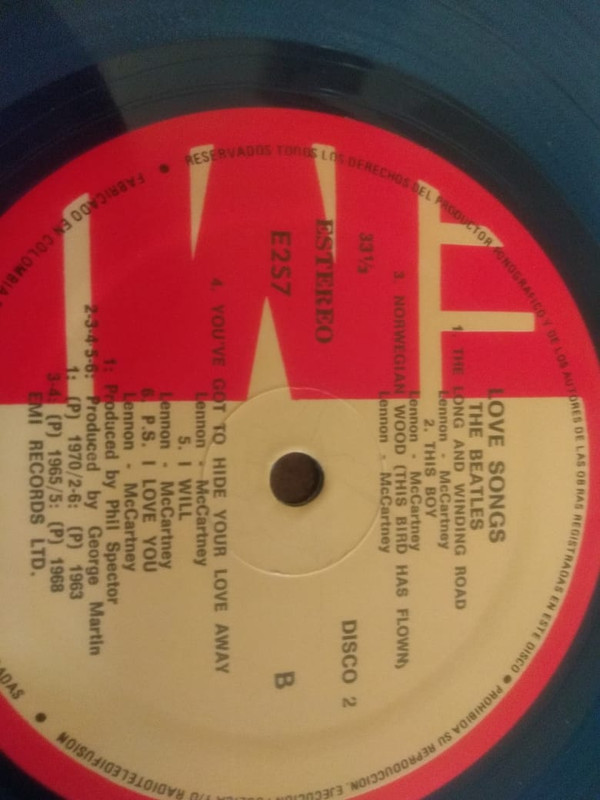 LOVE SONGS
THE BEATLES
1. THE LONG AND WINDING ROAD
Lennon - McCartney
2. THIS BOY
Lennon - McCartney
3. NORWEGIAN WOOD (THIS BIRD HAS FLOWN)
Lennon - McCartney
33⅓
ESTEREO
E2S7
DISCO 2
B
4. YOU'VE GOT TO HIDE YOUR LOVE AWAY
Lennon - McCartney
5. I WILL
Lennon - McCartney
6. P.S. I LOVE YOU
Lennon - McCartney
1: Produced by Phil Spector
2-3-4-5-6: Produced by George Martin
1: (P) 1970/2-6: (P) 1963
3-4: (P) 1965/5: (P) 1968
EMI RECORDS LTD.
FABRICADO EN COLOMBIA • RESERVADOS TODOS LOS DERECHOS DEL PRODUCTOR FONOGRAFICO Y DE LOS AUTORES DE LAS OBRAS REGISTRADAS EN ESTE DISCO • PROHIBIDA SU REPRODUCCION, EJECUCION Y/O RADIOTELEDIFUSION •